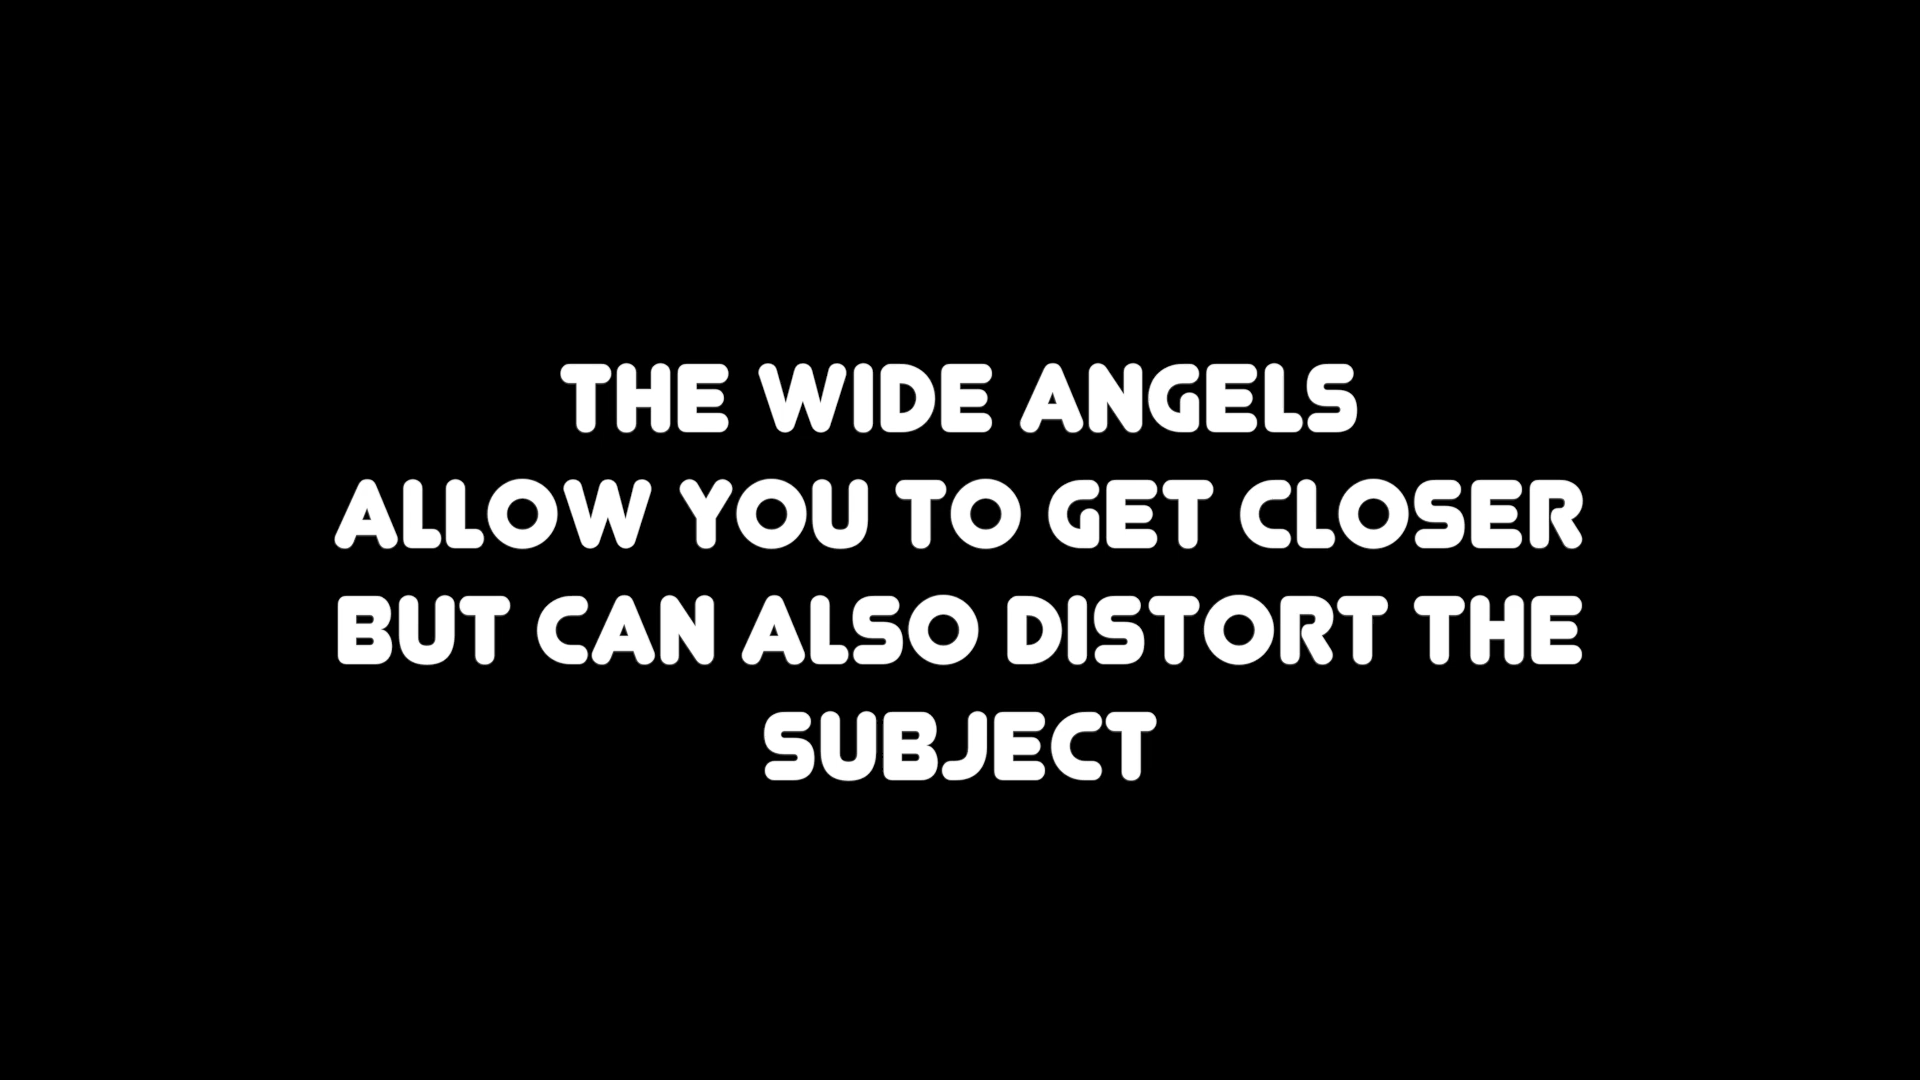 THE WIDE ANGELS
ALLOW YOU TO GET CLOSER
BUT CAN ALSO DISTORT THE
SUBJECT